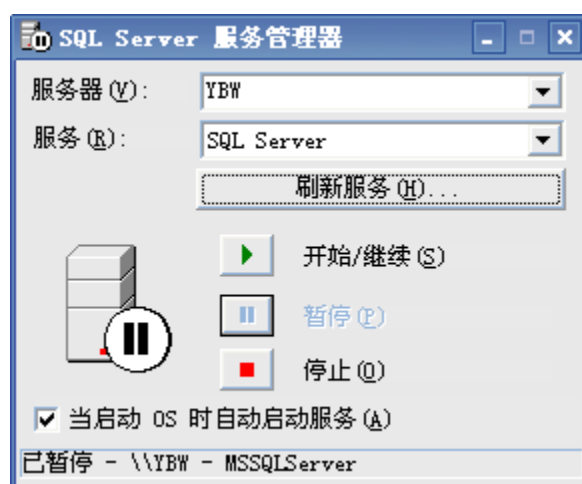 SQL Server 服务管理器
服务器(V): YBW
服务(R): SQL Server
刷新服务(H)...
开始/继续(S)
暂停(P)
停止(O)
当启动 OS 时自动启动服务(A)
已暂停 - \\YBW - MSSQLServer